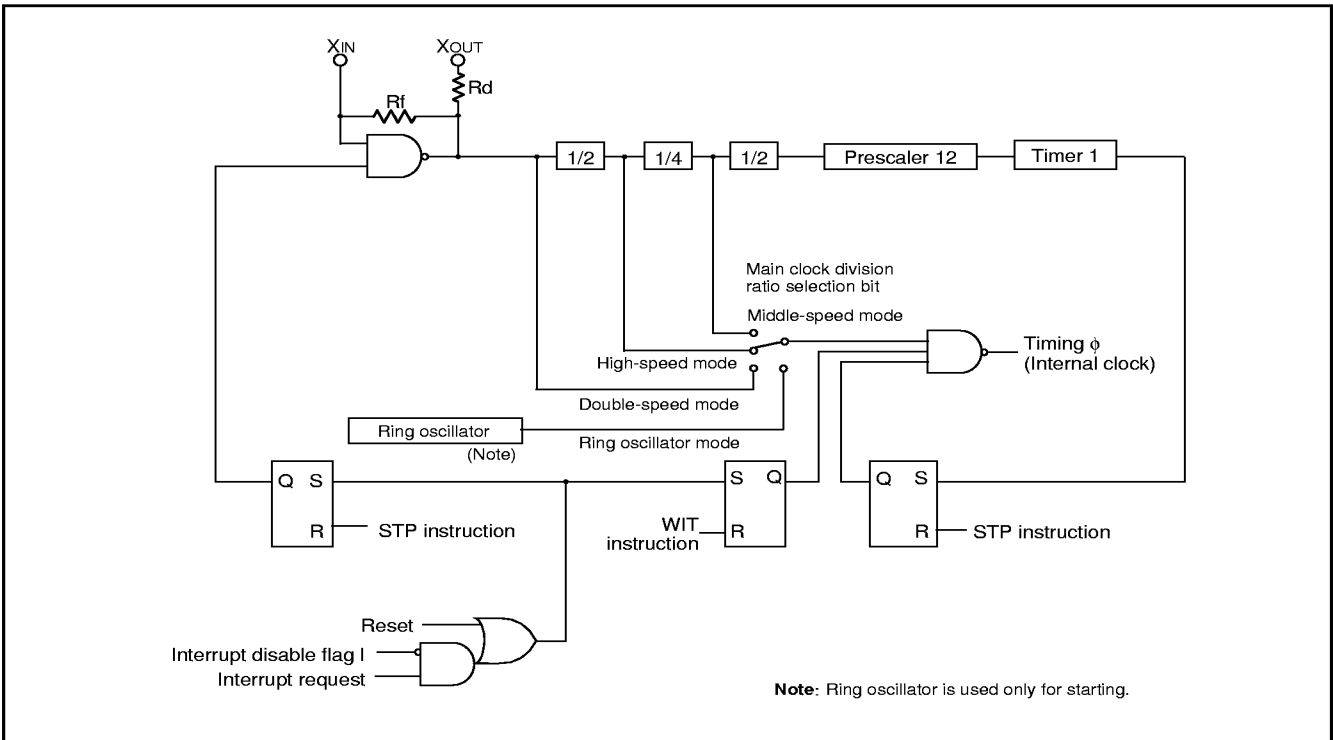 XIN
XOUT
Rd
Rf
1/2
1/4
1/2
Prescaler 12
Timer 1
Main clock division
ratio selection bit
Middle-speed mode
Timing ϕ
(Internal clock)
High-speed mode
Double-speed mode
Ring oscillator
Ring oscillator mode
(Note)
Q S
R
STP instruction
S Q
R
WIT
instruction
Q S
R
STP instruction
Reset
Interrupt disable flag I
Interrupt request
Note: Ring oscillator is used only for starting.